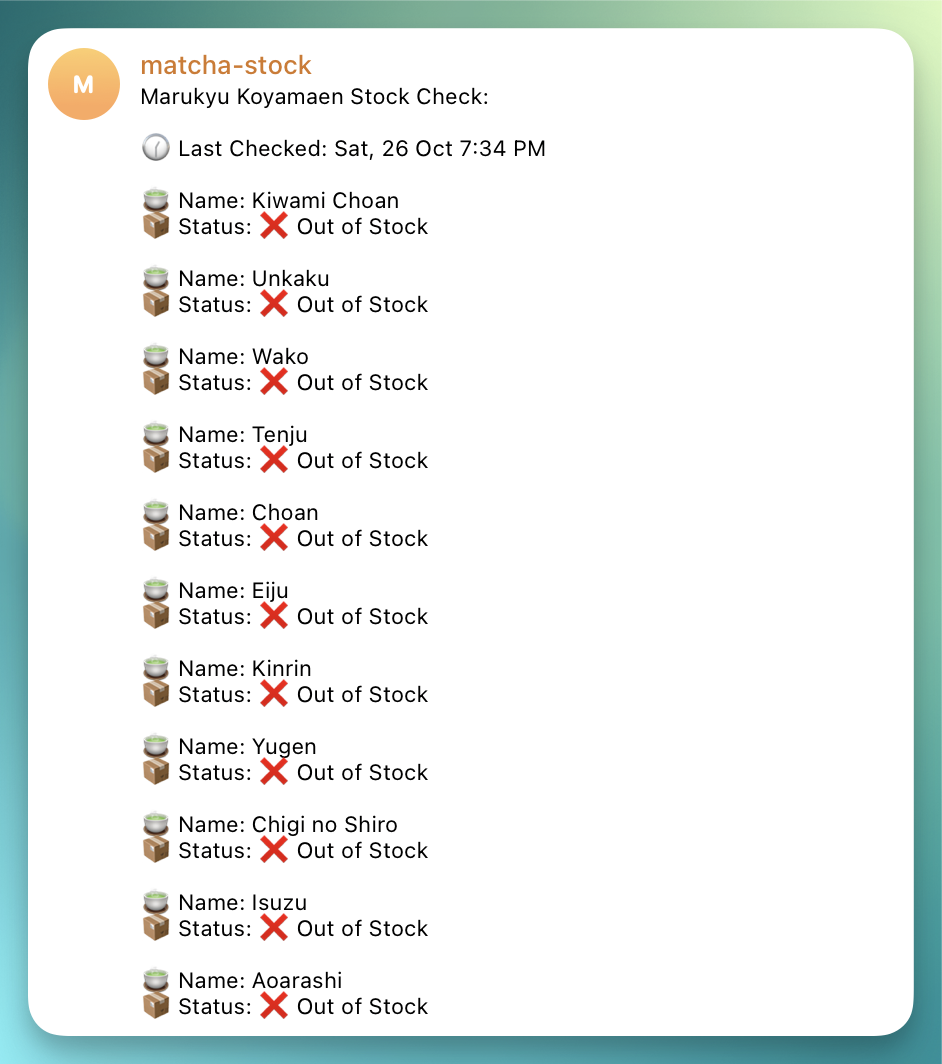 M
matcha-stock
Marukyu Koyamaen Stock Check:
🕜 Last Checked: Sat, 26 Oct 7:34 PM
🍵 Name: Kiwami Choan
📦 Status: ❌ Out of Stock
🍵 Name: Unkaku
📦 Status: ❌ Out of Stock
🍵 Name: Wako
📦 Status: ❌ Out of Stock
🍵 Name: Tenju
📦 Status: ❌ Out of Stock
🍵 Name: Choan
📦 Status: ❌ Out of Stock
🍵 Name: Eiju
📦 Status: ❌ Out of Stock
🍵 Name: Kinrin
📦 Status: ❌ Out of Stock
🍵 Name: Yugen
📦 Status: ❌ Out of Stock
🍵 Name: Chigi no Shiro
📦 Status: ❌ Out of Stock
🍵 Name: Isuzu
📦 Status: ❌ Out of Stock
🍵 Name: Aoarashi
📦 Status: ❌ Out of Stock